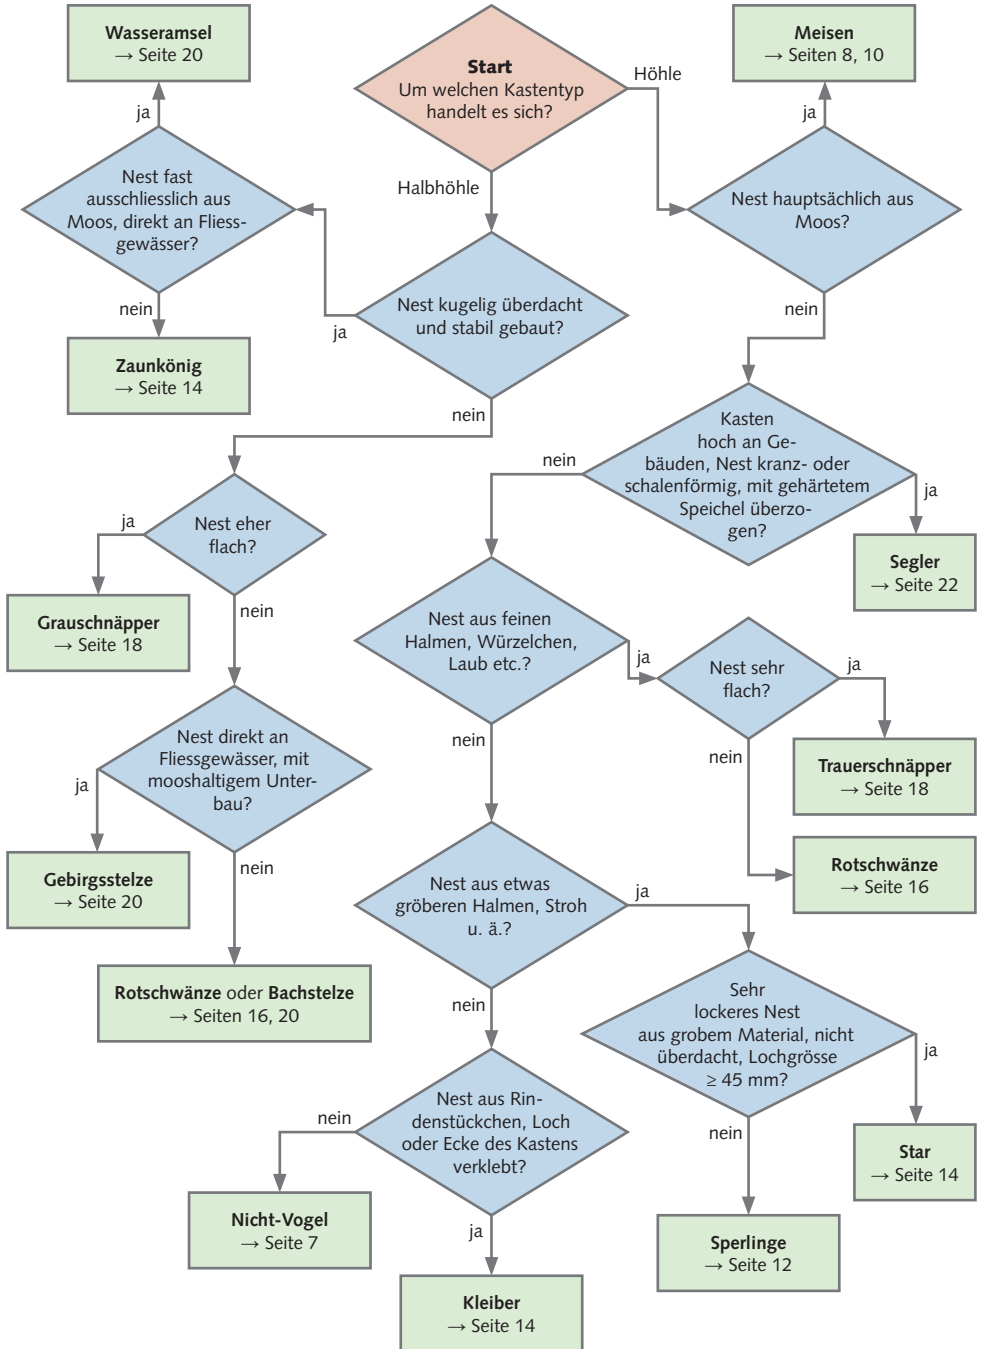 Wasseramsel
→ Seite 20
Start
Um welchen Kastentyp
handelt es sich?
Höhle
Meisen
→ Seiten 8, 10
ja
ja
Nest fast
ausschliesslich aus
Moos, direkt an Fliess-
gewässer?
Halbhöhle
Nest hauptsächlich aus
Moos?
nein
ja
Nest kugelig überdacht
und stabil gebaut?
nein
Zaunkönig
→ Seite 14
nein
Kasten
hoch an Ge-
bäuden, Nest kranz- oder
schalenförmig, mit gehärtetem
Speichel überzo-
gen?
nein
ja
Segler
→ Seite 22
ja
Nest eher
flach?
nein
Grauschnäpper
→ Seite 18
Nest aus feinen
Halmen, Würzelchen,
Laub etc.?
ja
Nest sehr
flach?
ja
nein
nein
Trauerschnäpper
→ Seite 18
Rotschwänze
→ Seite 16
Nest direkt an
Fliessgewässer, mit
mooshaltigem Unter-
bau?
ja
nein
Gebirgsstelze
→ Seite 20
Rotschwänze oder Bachstelze
→ Seiten 16, 20
Nest aus etwas
gröberen Halmen, Stroh
u. ä.?
ja
nein
Sehr
lockeres Nest
aus grobem Material, nicht
überdacht, Lochgrösse
≥ 45 mm?
ja
nein
Star
→ Seite 14
Sperlinge
→ Seite 12
Nest aus Rin-
denstückchen, Loch
oder Ecke des Kastens
verklebt?
nein
ja
Nicht-Vogel
→ Seite 7
Kleiber
→ Seite 14